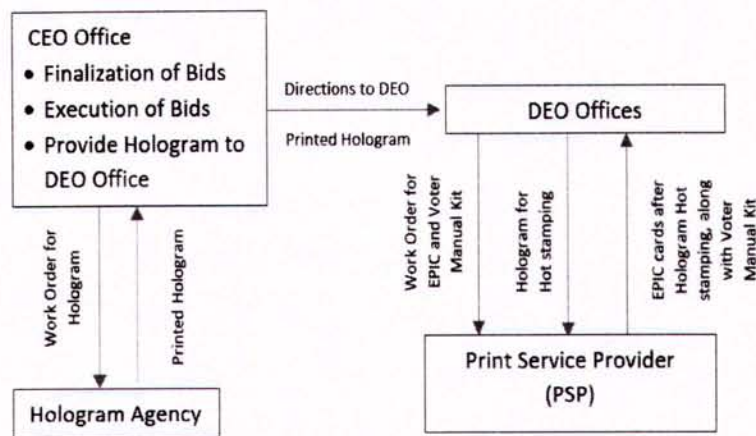 CEO Office
• Finalization of Bids
• Execution of Bids
• Provide Hologram to
DEO Office
Directions to DEO
Printed Hologram
DEO Offices
Work Order for
Hologram
Printed Hologram
Work Order for
EPIC and Voter
Manual Kit
Hologram for
Hot stamping
EPIC cards after
Hologram Hot
stamping, along
with Voter
Manual Kit
Hologram Agency
Print Service Provider
(PSP)